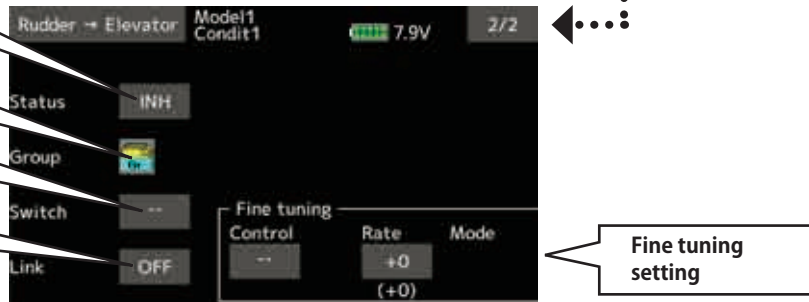 Rudder → Elevator Model1 Condit1 7.9V 2/2
Status INH
Group
Switch --
Link OFF
Fine tuning
Control Rate Mode
-- +0
(+0)
Fine tuning
setting